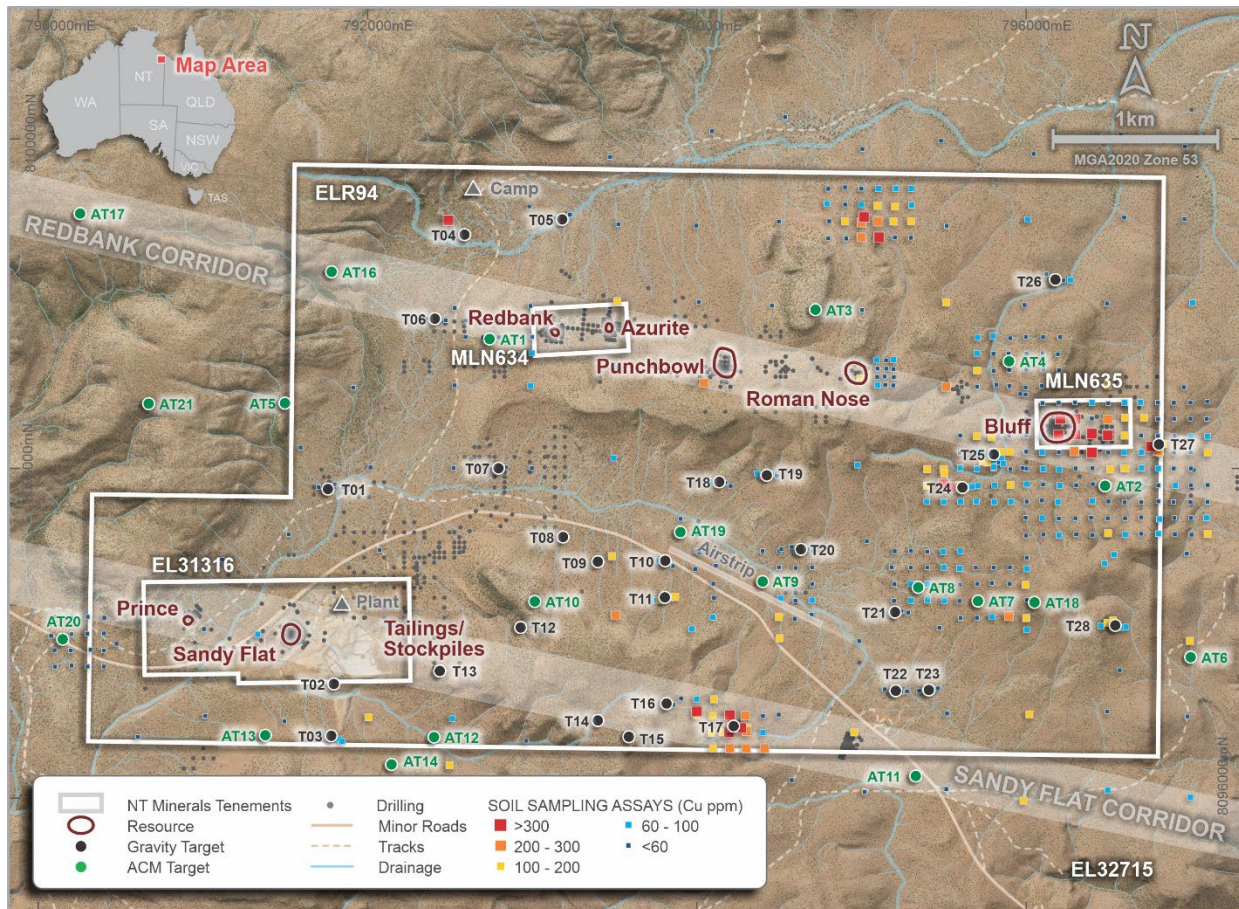 790000mE
792000mE
796000mE
8100000mN
Map Area
NT
WA
QLD
SA
NSW
VIC
TAS
N
1km
MGA2020 Zone 53
ELR94
Camp
AT17
REDBANK CORRIDOR
T04
T05
AT16
T26
T06
Redbank
Azurite
AT3
AT1
MLN634
Punchbowl
Roman Nose
AT4
MLN635
AT21
AT5
Bluff
T27
T25
T07
T18
T19
T24
AT2
T01
AT19
T08
T09
T10
Airstrip
T20
EL31316
AT9
AT8
Prince
Plant
AT10
T11
T21
AT7
AT18
AT20
Sandy Flat
Tailings/
Stockpiles
T12
T28
AT6
T13
T02
T22
T23
T16
T14
T17
AT13
T03
AT12
T15
AT14
AT11
SANDY FLAT CORRIDOR
8096000mN
EL32715
NT Minerals Tenements
Resource
Gravity Target
ACM Target
Drilling
Minor Roads
Tracks
Drainage
SOIL SAMPLING ASSAYS (Cu ppm)
>300
200 - 300
100 - 200
60 - 100
<60